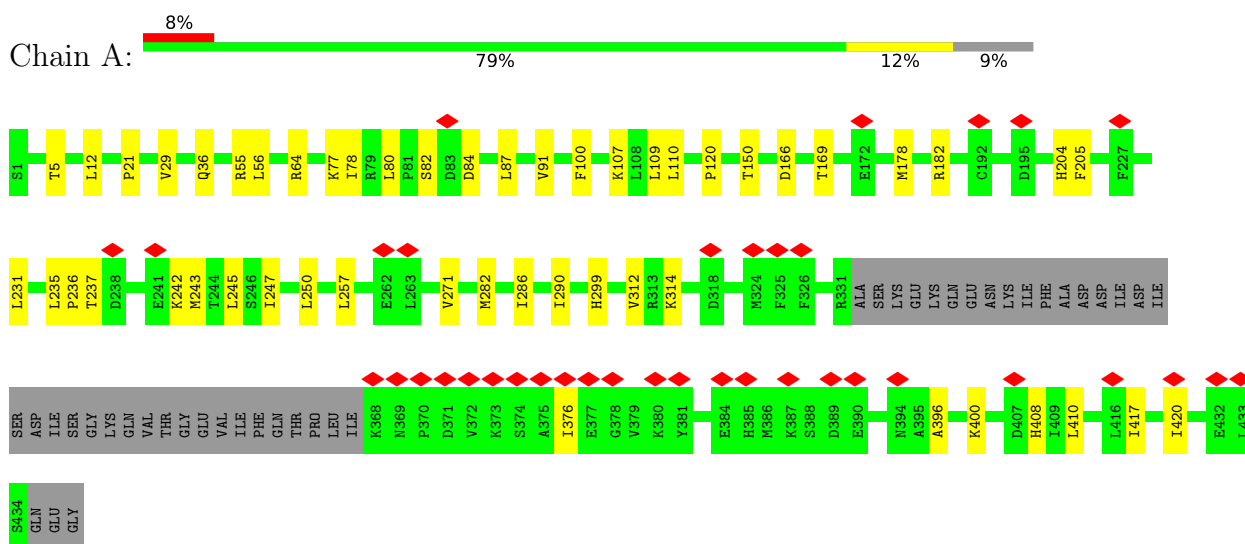 8%
Chain A:
79% 12% 9%
S1 T5 L12 P21 V29 Q36 R55 L56 R64 K77 I78 R79 L80 P81 S82 D83 D84 L87 V91 F100 K107 L108 L109 L110 P120 T150 D166 T169 E172 M178 R182 C192 D195 H204 F205 F227
L231 L235 P236 T237 D238 E241 K242 M243 T244 L245 S246 I247 L250 L257 E262 L263 V271 M282 I286 I290 H299 V312 R313 K314 D318 M324 F325 F326 R331 ALA SER LYS GLU LYS GLN GLU ASN LYS ILE PHE ALA ASP ASP ILE ASP ILE
SER ASP ILE SER GLY LYS GLN VAL THR GLY GLU VAL ILE PHE GLN THR PRO LEU ILE K368 N369 P370 D371 V372 K373 S374 A375 I376 E377 G378 V379 K380 Y381 E384 H385 M386 K387 S388 D389 E390 N394 A395 A396 K400 D407 H408 I409 L410 L416 I417 I420 E432 L433
S434 GLN GLU GLY